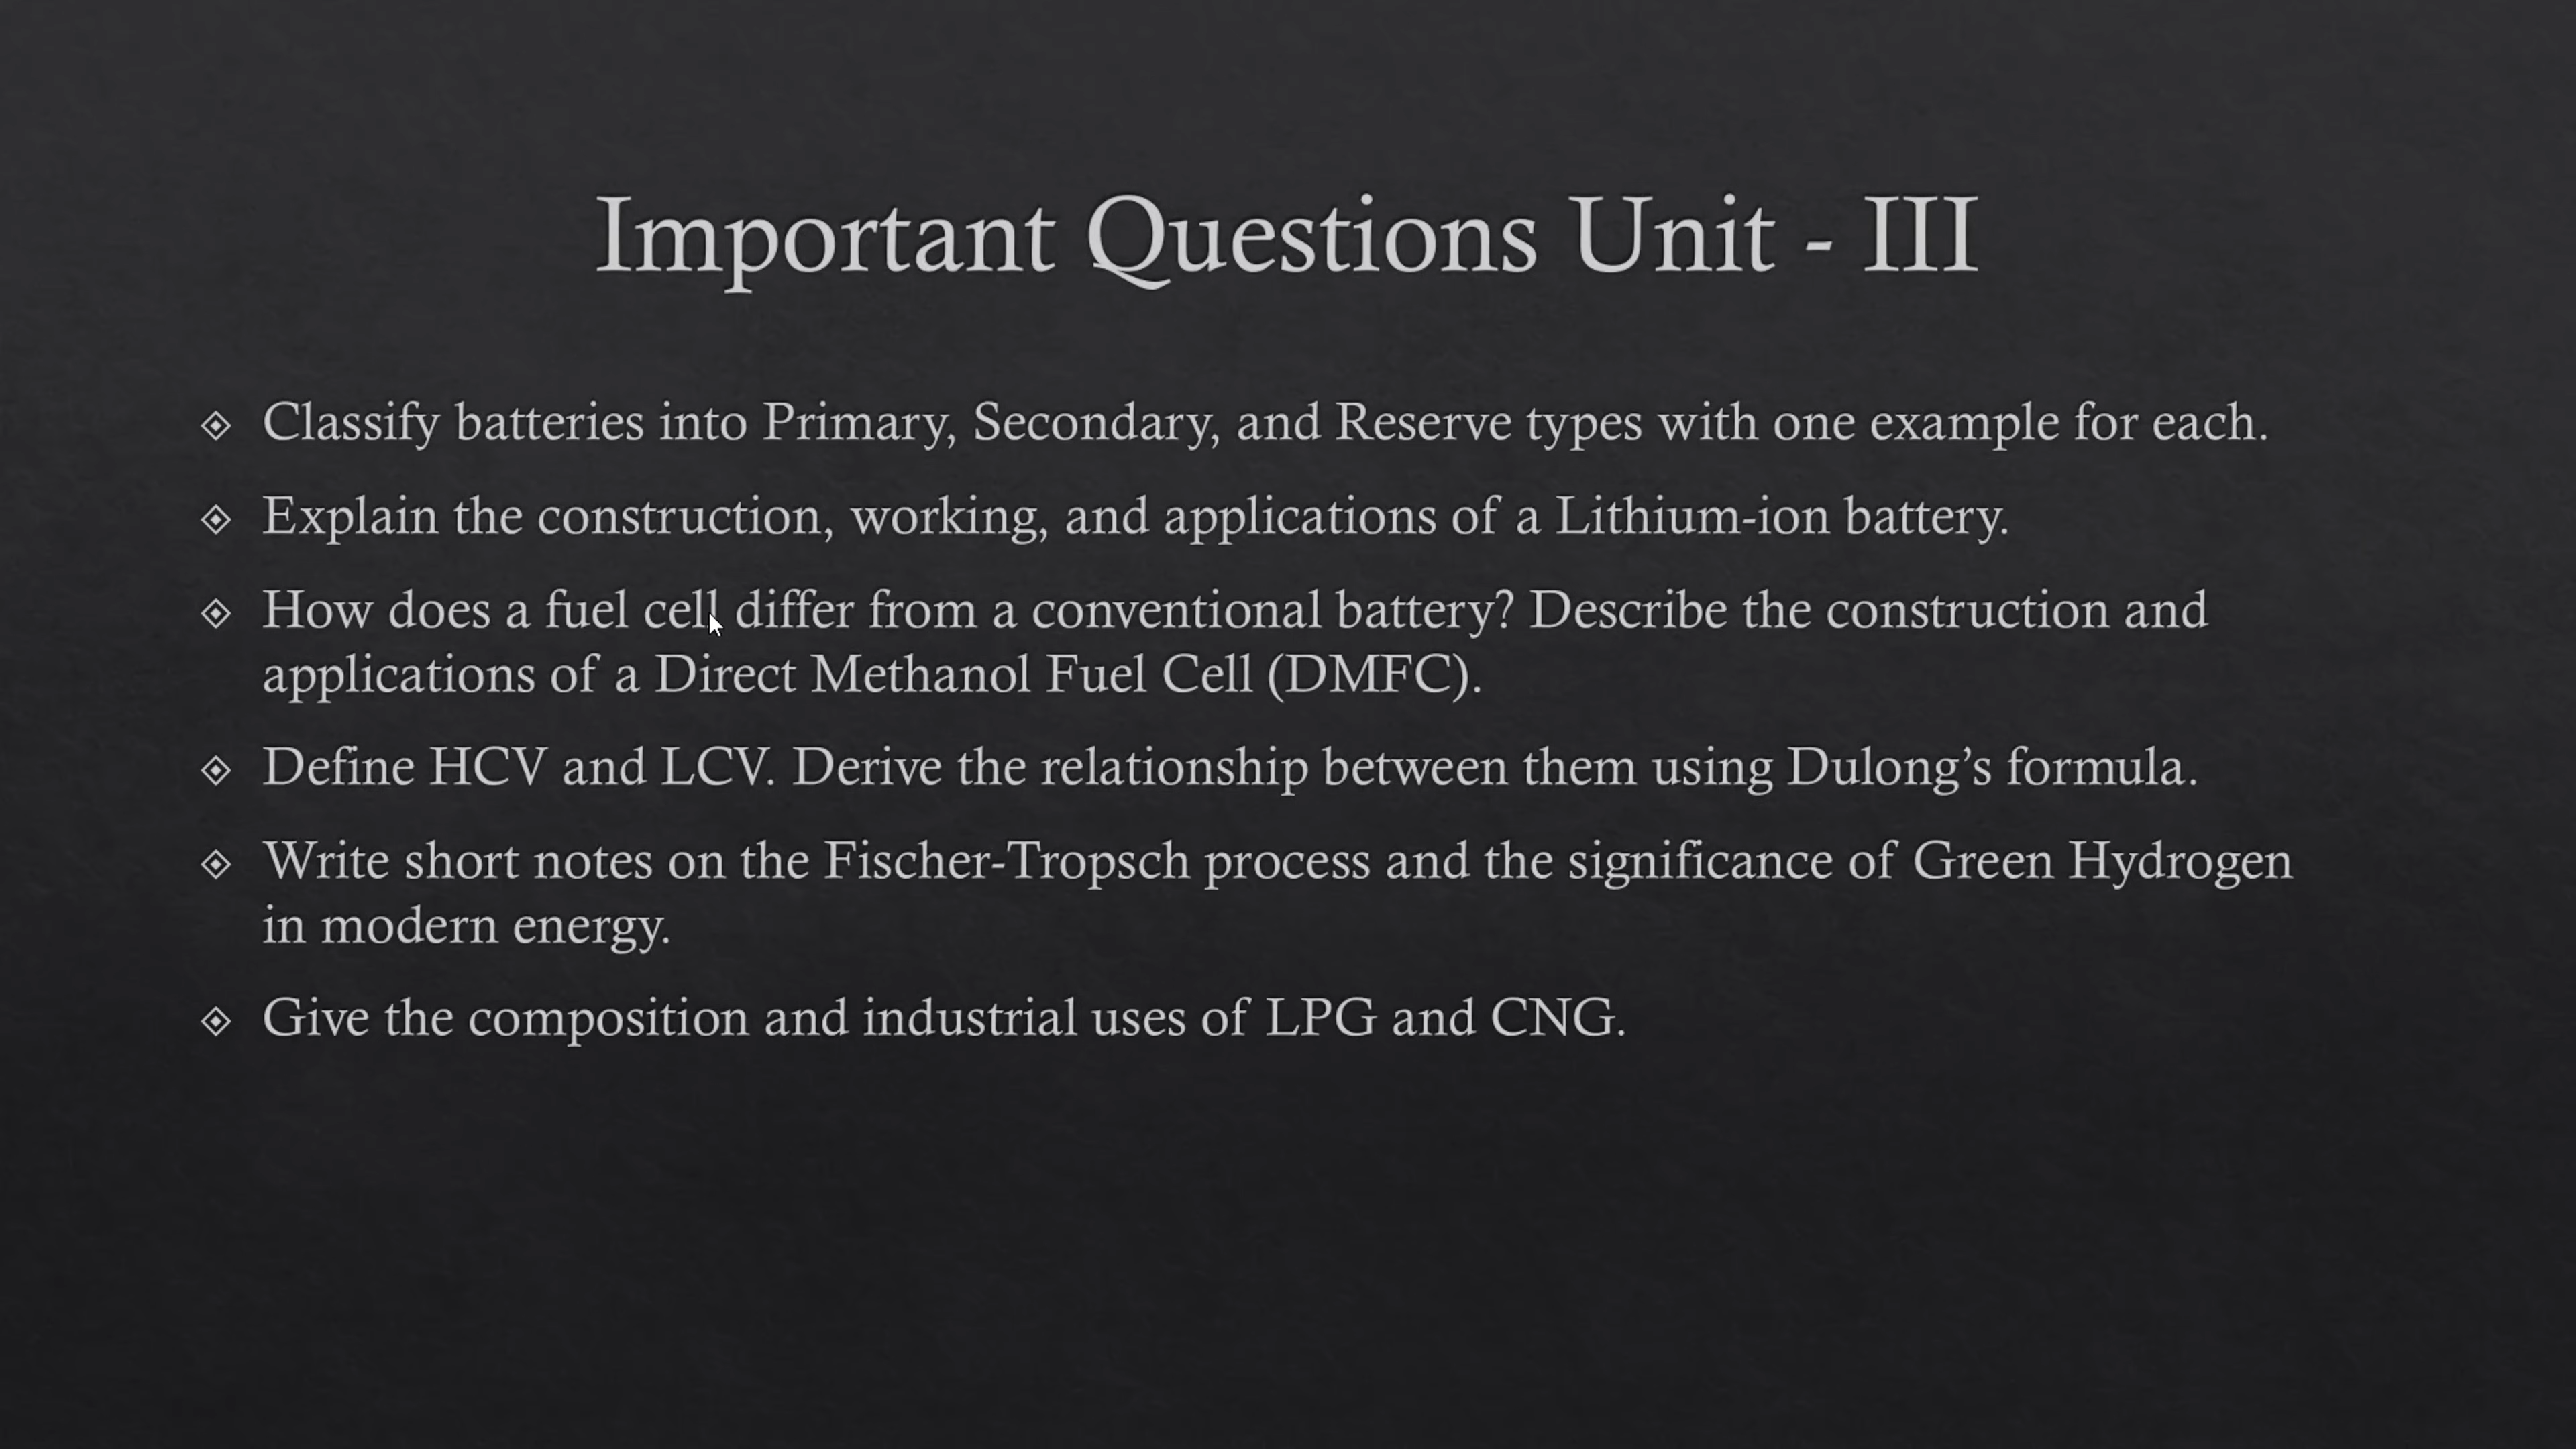 Important Questions Unit - III
Classify batteries into Primary, Secondary, and Reserve types with one example for each.
Explain the construction, working, and applications of a Lithium-ion battery.
How does a fuel cell differ from a conventional battery? Describe the construction and
applications of a Direct Methanol Fuel Cell (DMFC).
Define HCV and LCV. Derive the relationship between them using Dulong’s formula.
Write short notes on the Fischer-Tropsch process and the significance of Green Hydrogen
in modern energy.
Give the composition and industrial uses of LPG and CNG.